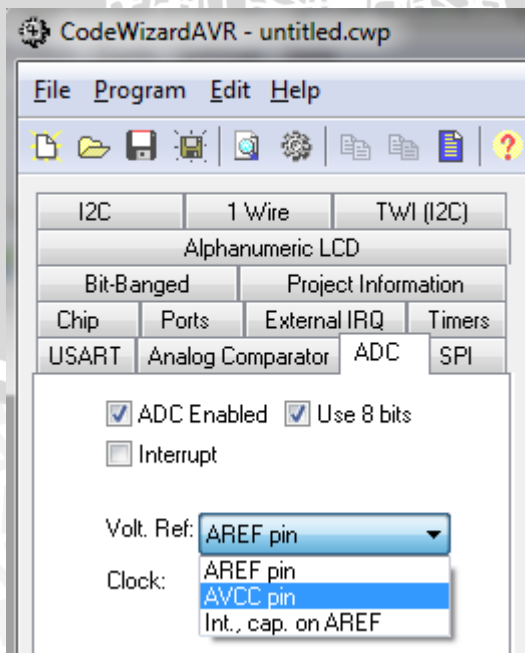 CodeWizardAVR - untitled.cwp
File Program Edit Help
I2C 1 Wire TWI (I2C)
Alphanumeric LCD
Bit-Banged Project Information
Chip Ports External IRQ Timers
USART Analog Comparator ADC SPI
ADC Enabled Use 8 bits
Interrupt
Volt. Ref: AREF pin
Clock: AREF pin
AVCC pin
Int., cap. on AREF